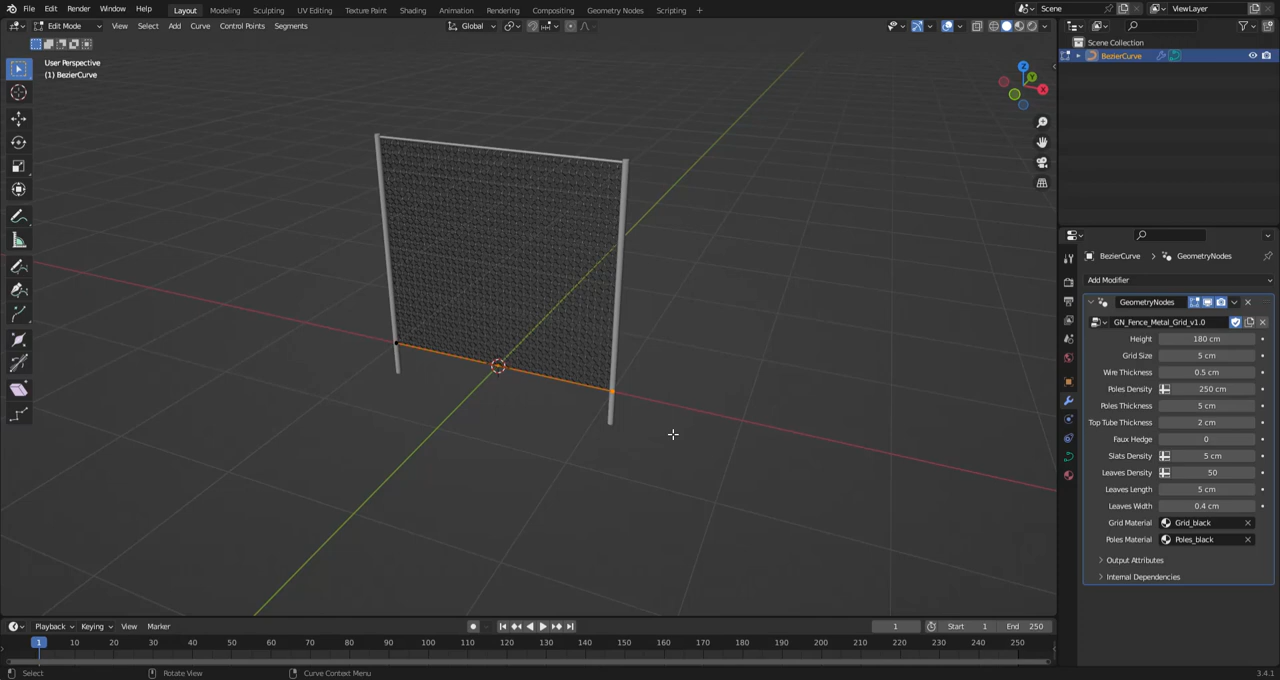 File Edit Render Window Help Layout Modeling Sculpting UV Editing Texture Paint Shading Animation Rendering Compositing Geometry Nodes Scripting + Scene ViewLayer
Edit Mode View Select Add Curve Control Points Segments Global
User Perspective
(1) BezierCurve
Z
Y
X
Scene Collection
BezierCurve
BezierCurve > GeometryNodes
Add Modifier
GeometryNodes
GN_Fence_Metal_Grid_v1.0
Height 180 cm
Grid Size 5 cm
Wire Thickness 0.5 cm
Poles Density 250 cm
Poles Thickness 5 cm
Top Tube Thickness 2 cm
Faux Hedge 0
Slats Density 5 cm
Leaves Density 50
Leaves Length 5 cm
Leaves Width 0.4 cm
Grid Material Grid_black
Poles Material Poles_black
Output Attributes
Internal Dependencies
Playback Keying View Marker 1 Start 1 End 250
1 10 20 30 40 50 60 70 80 90 100 110 120 130 140 150 160 170 180 190 200 210 220 230 240 250
Select Rotate View Curve Context Menu 3.4.1